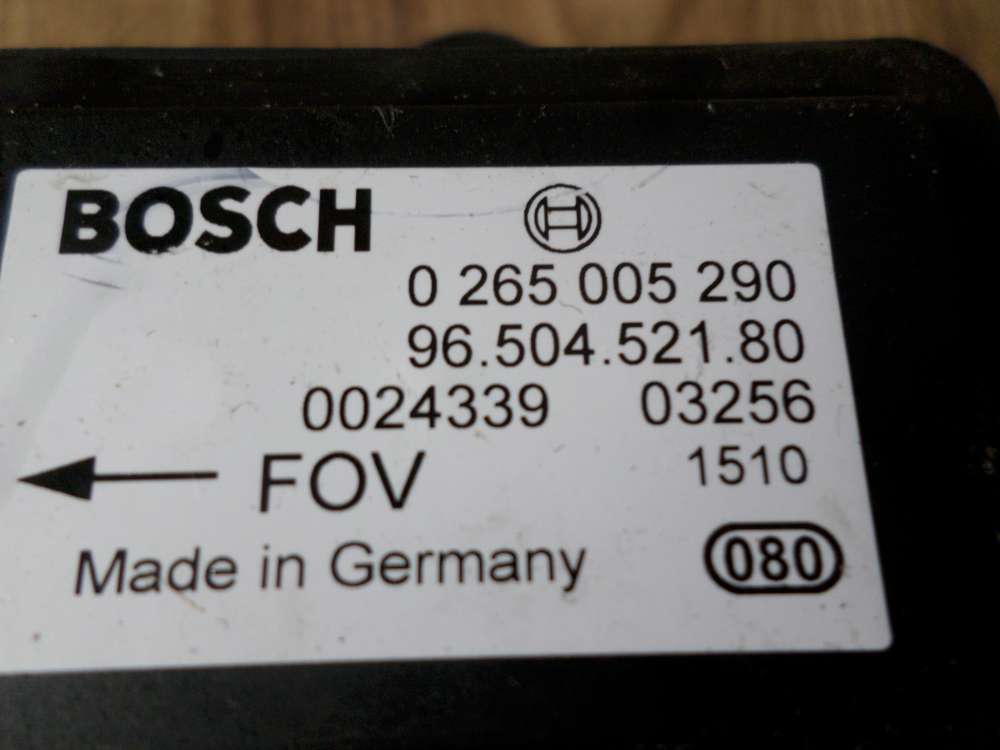 BOSCH
0 265 005 290
96.504.521.80
0024339 03256
FOV 1510
Made in Germany 080